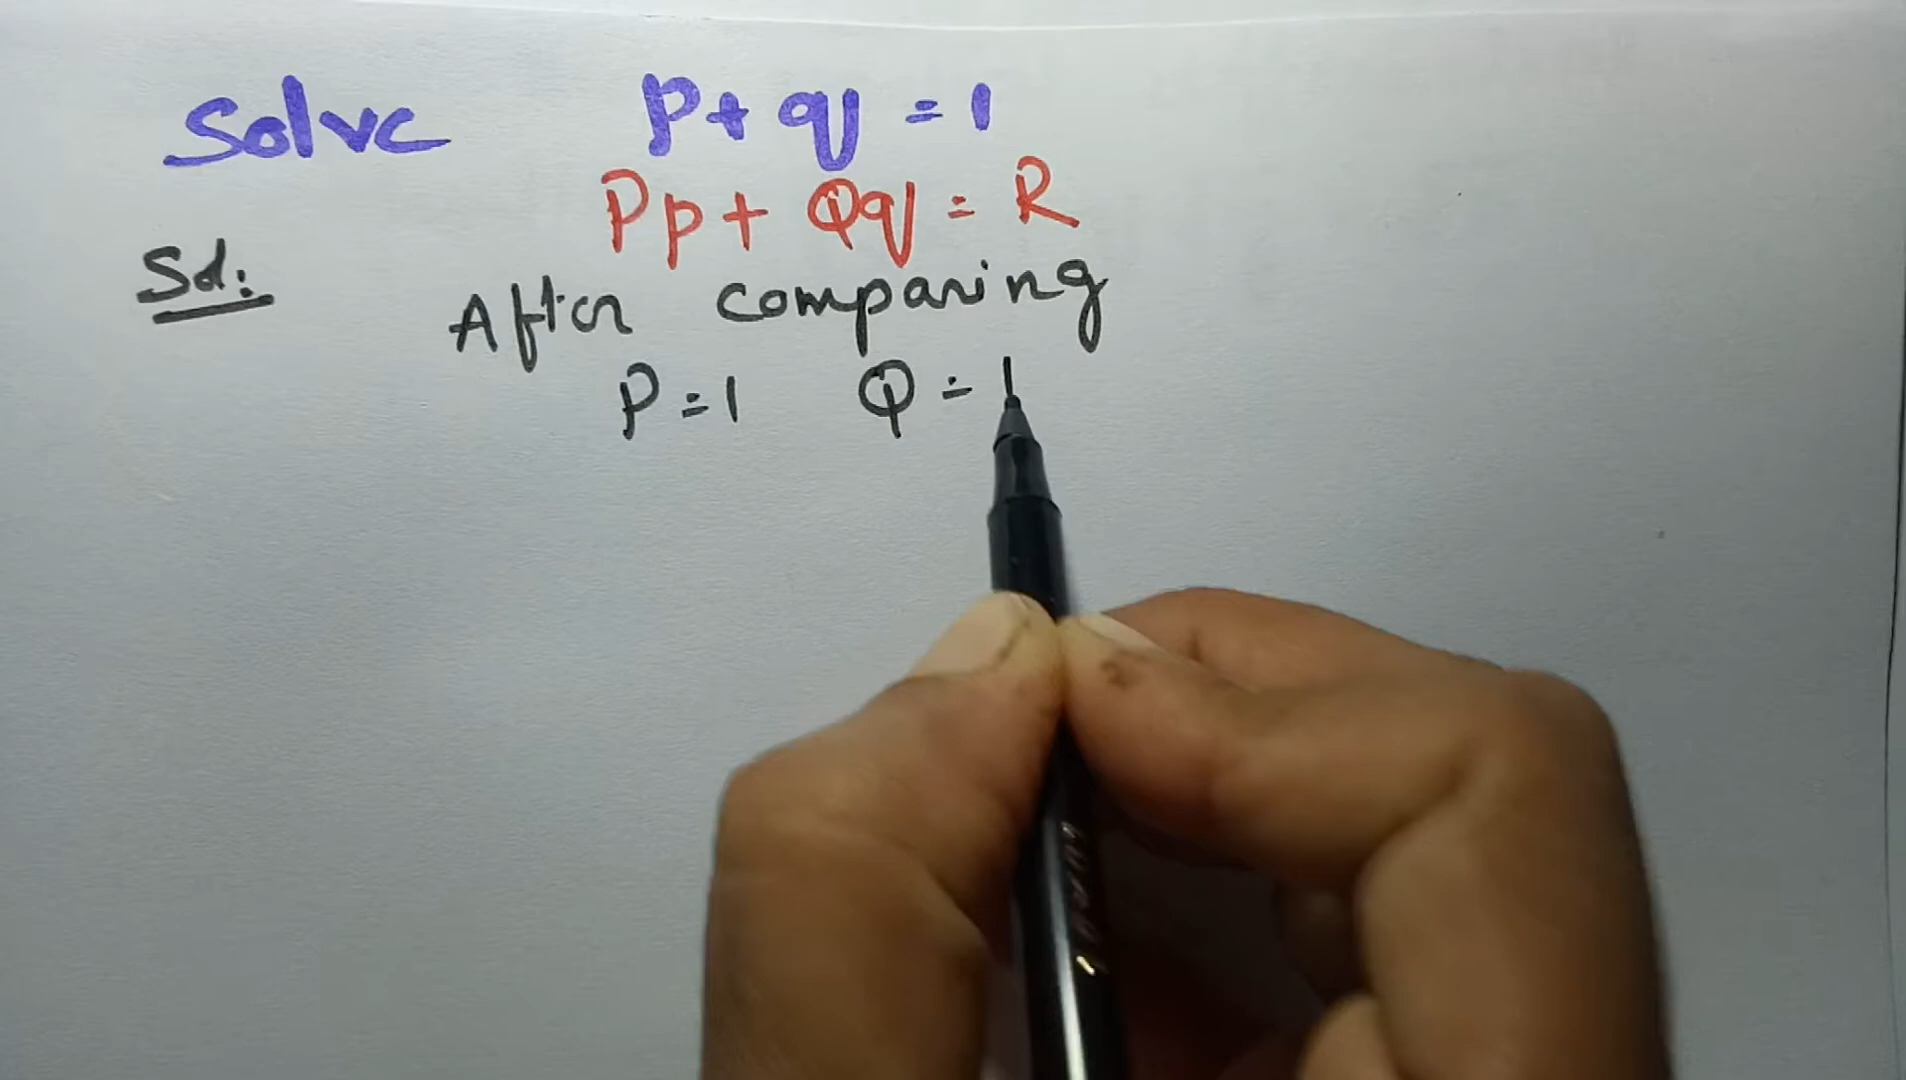 Solve p + q = 1
Pp + Qq = R
Sol:
After comparing
P = 1 Q = 1